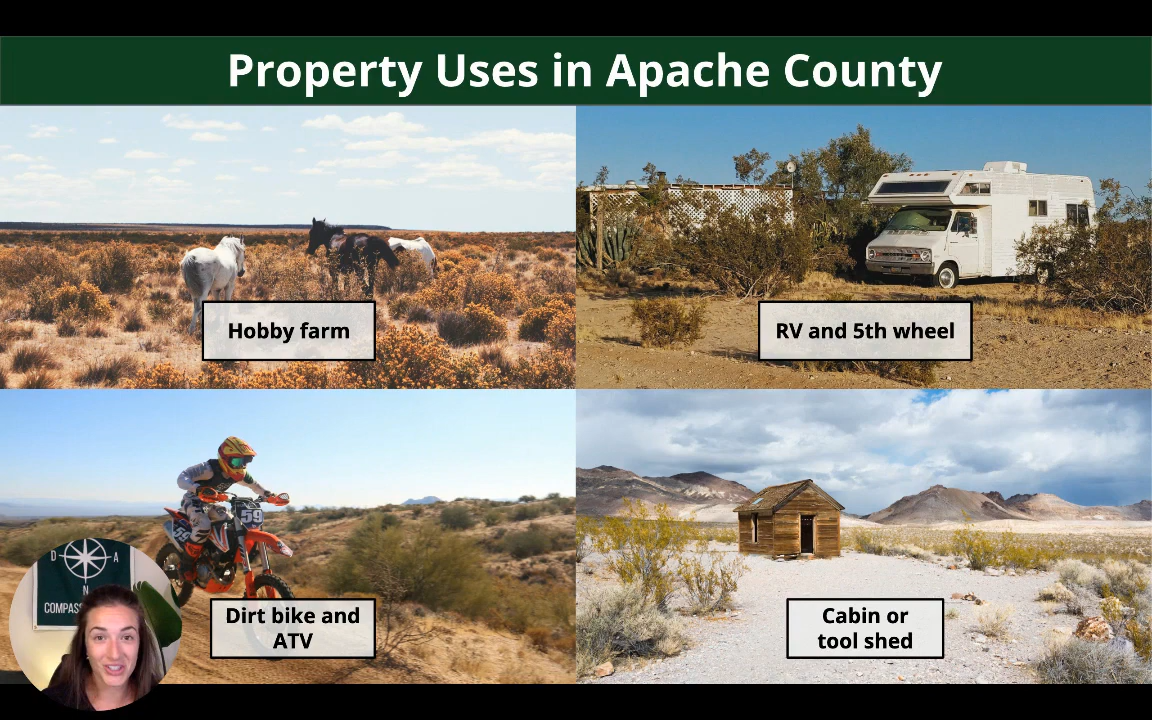 Property Uses in Apache County
Hobby farm
RV and 5th wheel
59
Dirt bike and
ATV
Cabin or
tool shed
D A
N